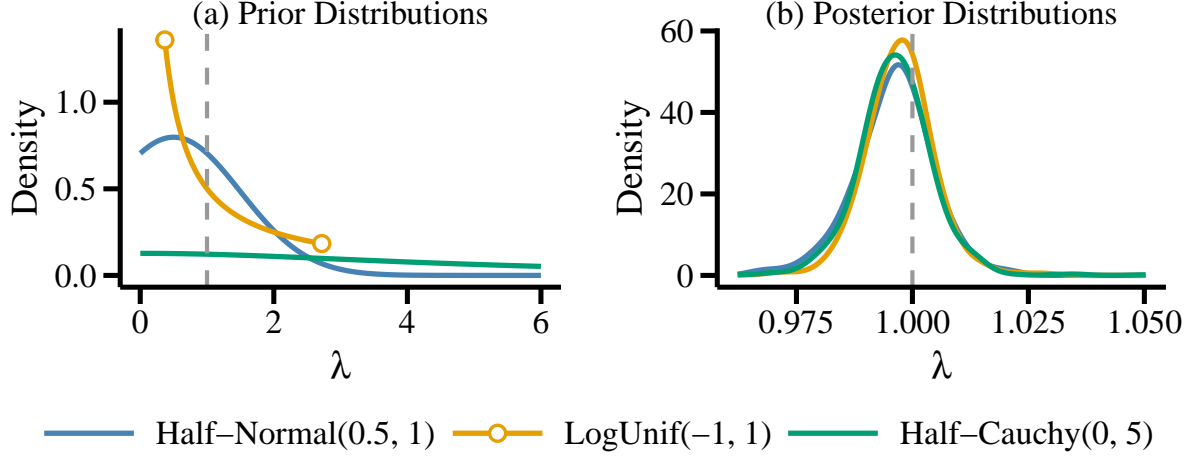 (a) Prior Distributions
Density
1.0
0.5
0.0
0 2 4 6
λ
(b) Posterior Distributions
Density
60
40
20
0
0.975 1.000 1.025 1.050
λ
Half−Normal(0.5, 1) LogUnif(−1, 1) Half−Cauchy(0, 5)